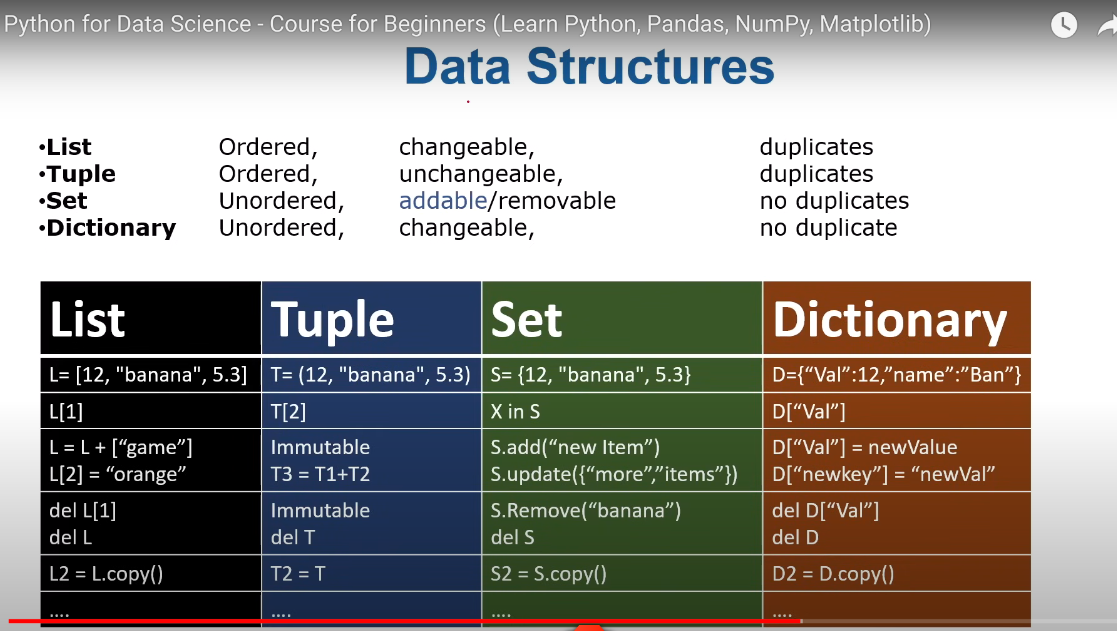 Python for Data Science - Course for Beginners (Learn Python, Pandas, NumPy, Matplotlib)
Data Structures
•List Ordered, changeable, duplicates
•Tuple Ordered, unchangeable, duplicates
•Set Unordered, addable/removable no duplicates
•Dictionary Unordered, changeable, no duplicate
List Tuple Set Dictionary
L= [12, "banana", 5.3] T= (12, "banana", 5.3) S= {12, "banana", 5.3} D={“Val”:12,”name”:”Ban”}
L[1] T[2] X in S D[“Val”]
L = L + [“game”] Immutable S.add(“new Item”) D[“Val”] = newValue
L[2] = “orange” T3 = T1+T2 S.update({“more”,”items”}) D[“newkey”] = “newVal”
del L[1] Immutable S.Remove(“banana”) del D[“Val”]
del L del T del S del D
L2 = L.copy() T2 = T S2 = S.copy() D2 = D.copy()
.... .... .... ....